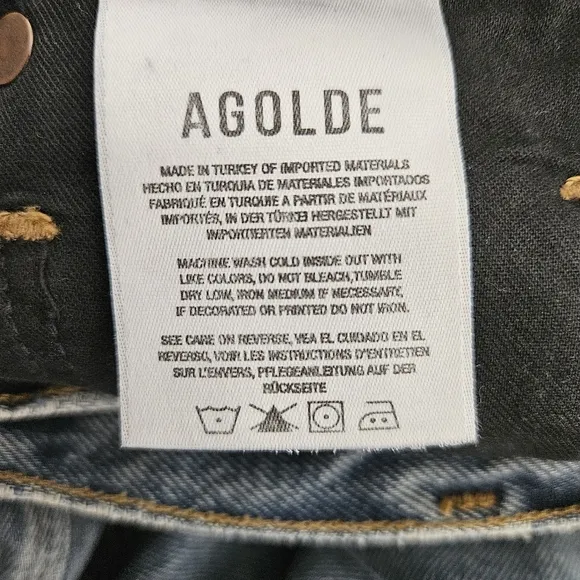 AGOLDE
MADE IN TURKEY OF IMPORTED MATERIALS
HECHO EN TURQUIA DE MATERIALES IMPORTADOS
FABRIQUÉ EN TURQUIE A PARTIR DE MATÉRIAUX
IMPORTÉS, IN DER TÜRKEI HERGESTELLT MIT
IMPORTIERTEN MATERIALIEN
MACHINE WASH COLD INSIDE OUT WITH
LIKE COLORS, DO NOT BLEACH, TUMBLE
DRY LOW, IRON MEDIUM IF NECESSARY,
IF DECORATED OR PRINTED DO NOT IRON.
SEE CARE ON REVERSE, VEA EL CUIDADO EN EL
REVERSO, VOIR LES INSTRUCTIONS D'ENTRETIEN
SUR L'ENVERS, PFLEGEANLEITUNG AUF DER
RÜCKSEITE